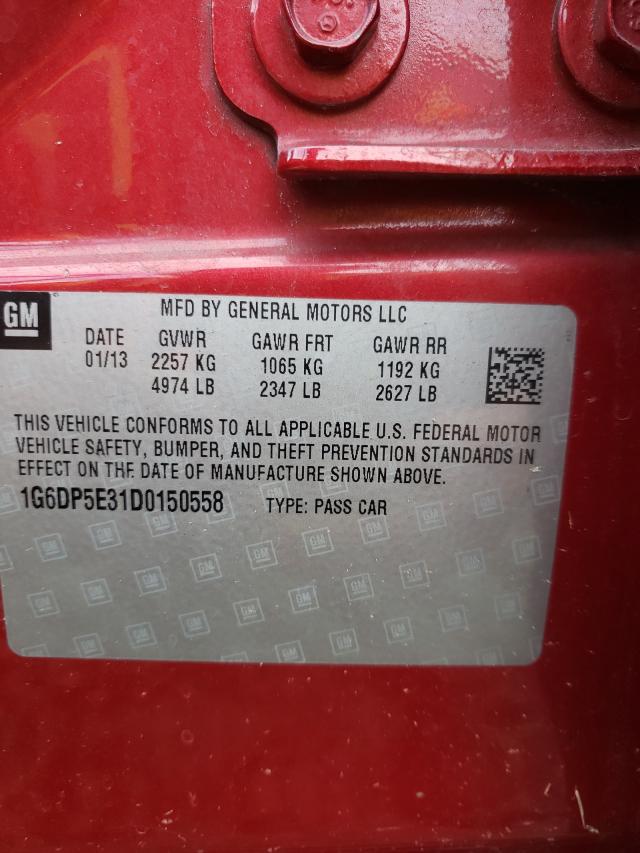 GM
MFD BY GENERAL MOTORS LLC
DATE GVWR GAWR FRT GAWR RR
01/13 2257 KG 1065 KG 1192 KG
4974 LB 2347 LB 2627 LB
THIS VEHICLE CONFORMS TO ALL APPLICABLE U.S. FEDERAL MOTOR
VEHICLE SAFETY, BUMPER, AND THEFT PREVENTION STANDARDS IN
EFFECT ON THE DATE OF MANUFACTURE SHOWN ABOVE.
1G6DP5E31D0150558 TYPE: PASS CAR